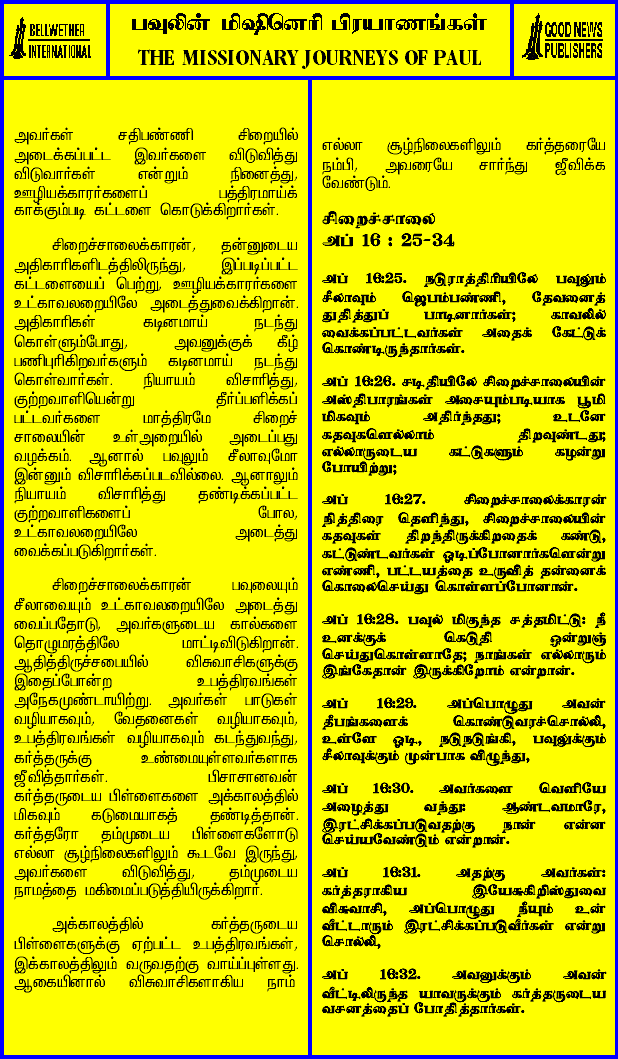 BELLWETHER
INTERNATIONAL
பவுலின் மிஷினெரி பிரயாணங்கள்
THE MISSIONARY JOURNEYS OF PAUL
GOOD NEWS
PUBLISHERS
அவர்கள் சதிபண்ணி சிறையில்
அடைக்கப்பட்ட இவர்களை விடுவித்து
விடுவார்கள் என்றும் நினைத்து,
ஊழியக்காரர்களைப் பத்திரமாய்க்
காக்கும்படி கட்டளை கொடுக்கிறார்கள்.
சிறைச்சாலைக்காரன், தன்னுடைய
அதிகாரிகளிடத்திலிருந்து, இப்படிப்பட்ட
கட்டளையைப் பெற்று, ஊழியக்காரர்களை
உட்காவலறையிலே அடைத்துவைக்கிறான்.
அதிகாரிகள் கடினமாய் நடந்து
கொள்ளும்போது, அவனுக்குக் கீழ்
பணிபுரிகிறவர்களும் கடினமாய் நடந்து
கொள்வார்கள். நியாயம் விசாரித்து,
குற்றவாளியென்று தீர்ப்பளிக்கப்
பட்டவர்களை மாத்திரமே சிறைச்
சாலையின் உள்அறையில் அடைப்பது
வழக்கம். ஆனால் பவுலும் சீலாவுமோ
இன்னும் விசாரிக்கப்படவில்லை. ஆனாலும்
நியாயம் விசாரித்து தண்டிக்கப்பட்ட
குற்றவாளிகளைப் போல,
உட்காவலறையிலே அடைத்து
வைக்கப்படுகிறார்கள்.
சிறைச்சாலைக்காரன் பவுலையும்
சீலாவையும் உட்காவலறையிலே அடைத்து
வைப்பதோடு, அவர்களுடைய கால்களை
தொழுமரத்திலே மாட்டிவிடுகிறான்.
ஆதித்திருச்சபையில் விசுவாசிகளுக்கு
இதைப்போன்ற உபத்திரவங்கள்
அநேகமுண்டாயிற்று. அவர்கள் பாடுகள்
வழியாகவும், வேதனைகள் வழியாகவும்,
உபத்திரவங்கள் வழியாகவும் கடந்துவந்து,
கர்த்தருக்கு உண்மையுள்ளவர்களாக
ஜீவித்தார்கள். பிசாசானவன்
கர்த்தருடைய பிள்ளைகளை அக்காலத்தில்
மிகவும் கடுமையாகத் தண்டித்தான்.
கர்த்தரோ தம்முடைய பிள்ளைகளோடு
எல்லா சூழ்நிலைகளிலும் கூடவே இருந்து,
அவர்களை விடுவித்து, தம்முடைய
நாமத்தை மகிமைப்படுத்தியிருக்கிறார்.
அக்காலத்தில் கர்த்தருடைய
பிள்ளைகளுக்கு ஏற்பட்ட உபத்திரவங்கள்,
இக்காலத்திலும் வருவதற்கு வாய்ப்புள்ளது.
ஆகையினால் விசுவாசிகளாகிய நாம்
எல்லா சூழ்நிலைகளிலும் கர்த்தரையே
நம்பி, அவரையே சார்ந்து ஜீவிக்க
வேண்டும்.
சிறைச்சாலை
அப் 16 : 25-34
அப் 16:25. நடுராத்திரியிலே பவுலும்
சீலாவும் ஜெபம்பண்ணி, தேவனைத்
துதித்துப் பாடினார்கள்; காவலில்
வைக்கப்பட்டவர்கள் அதைக் கேட்டுக்
கொண்டிருந்தார்கள்.
அப் 16:26. சடிதியிலே சிறைச்சாலையின்
அஸ்திபாரங்கள் அசையும்படியாக பூமி
மிகவும் அதிர்ந்தது; உடனே
கதவுகளெல்லாம் திறவுண்டது;
எல்லாருடைய கட்டுகளும் கழன்று
போயிற்று;
அப் 16:27. சிறைச்சாலைக்காரன்
நித்திரை தெளிந்து, சிறைச்சாலையின்
கதவுகள் திறந்திருக்கிறதைக் கண்டு,
கட்டுண்டவர்கள் ஓடிப்போனார்களென்று
எண்ணி, பட்டயத்தை உருவித் தன்னைக்
கொலைசெய்து கொள்ளப்போனான்.
அப் 16:28. பவுல் மிகுந்த சத்தமிட்டு: நீ
உனக்குக் கெடுதி ஒன்றுஞ்
செய்துகொள்ளாதே; நாங்கள் எல்லாரும்
இங்கேதான் இருக்கிறோம் என்றான்.
அப் 16:29. அப்பொழுது அவன்
தீபங்களைக் கொண்டுவரச்சொல்லி,
உள்ளே ஓடி, நடுநடுங்கி, பவுலுக்கும்
சீலாவுக்கும் முன்பாக விழுந்து,
அப் 16:30. அவர்களை வெளியே
அழைத்து வந்து: ஆண்டவமாரே,
இரட்சிக்கப்படுவதற்கு நான் என்ன
செய்யவேண்டும் என்றான்.
அப் 16:31. அதற்கு அவர்கள்:
கர்த்தராகிய இயேசுகிறிஸ்துவை
விசுவாசி, அப்பொழுது நீயும் உன்
வீட்டாரும் இரட்சிக்கப்படுவீர்கள் என்று
சொல்லி,
அப் 16:32. அவனுக்கும் அவன்
வீட்டிலிருந்த யாவருக்கும் கர்த்தருடைய
வசனத்தைப் போதித்தார்கள்.